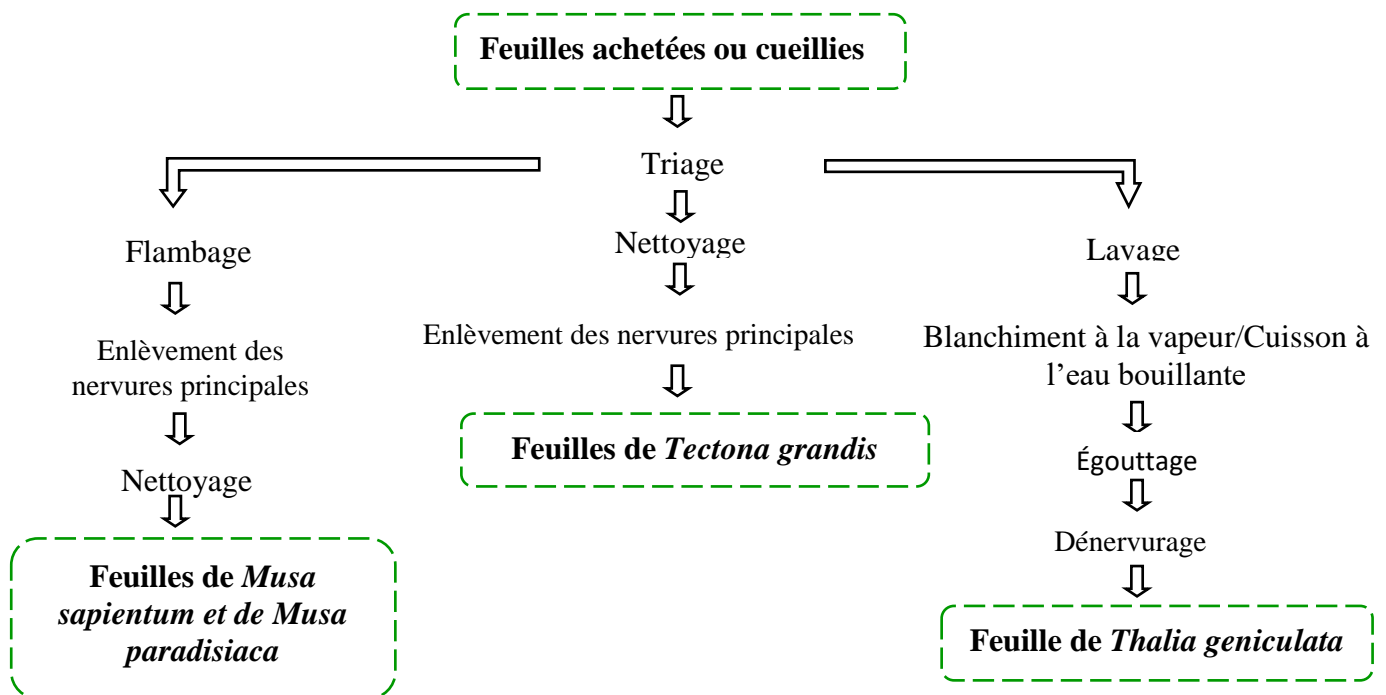 Feuilles achetées ou cueillies
Triage
Flambage
Nettoyage
Lavage
Enlèvement des
nervures principales
Enlèvement des nervures principales
Blanchiment à la vapeur/Cuisson à
l’eau bouillante
Nettoyage
Feuilles de Tectona grandis
Égouttage
Dénervurage
Feuilles de Musa
sapientum et de Musa
paradisiaca
Feuille de Thalia geniculata